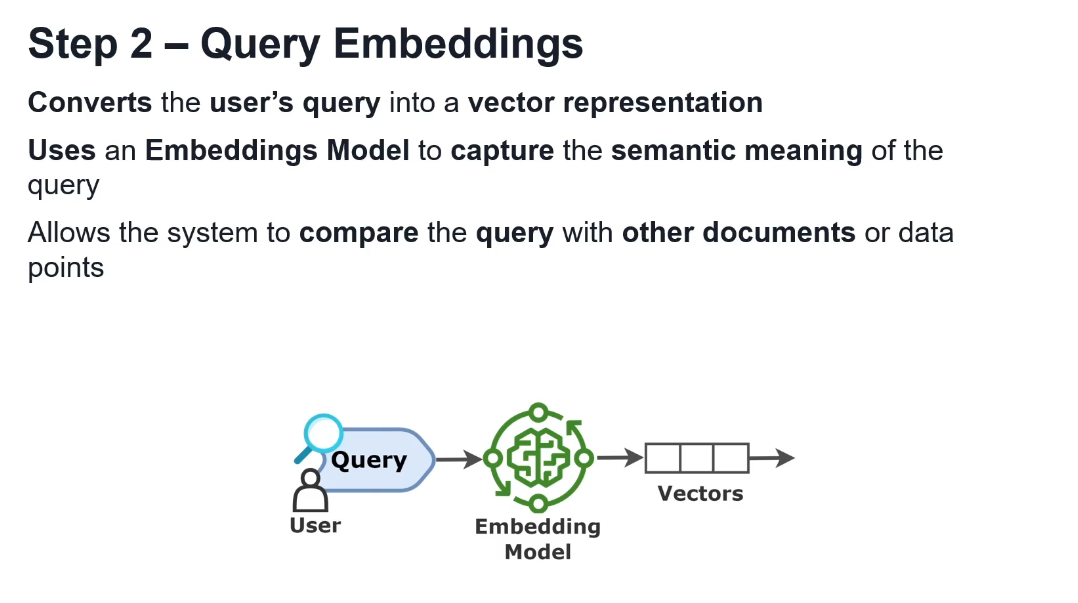 Step 2 – Query Embeddings
Converts the user’s query into a vector representation
Uses an Embeddings Model to capture the semantic meaning of the
query
Allows the system to compare the query with other documents or data
points
Query
User
Embedding
Model
Vectors